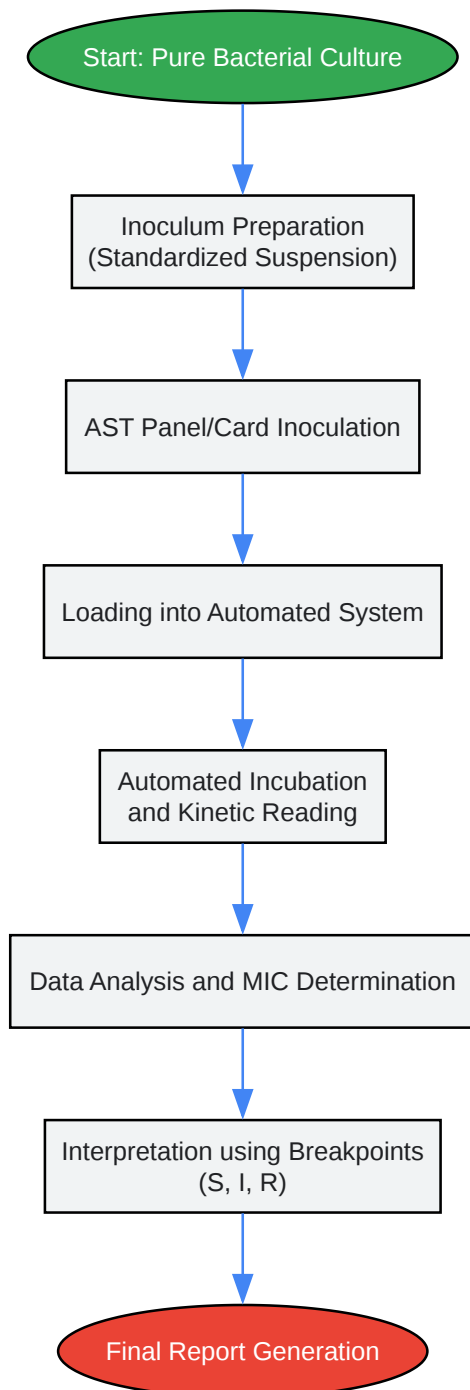 Start: Pure Bacterial Culture
Inoculum Preparation
(Standardized Suspension)
AST Panel/Card Inoculation
Loading into Automated System
Automated Incubation
and Kinetic Reading
Data Analysis and MIC Determination
Interpretation using Breakpoints
(S, I, R)
Final Report Generation